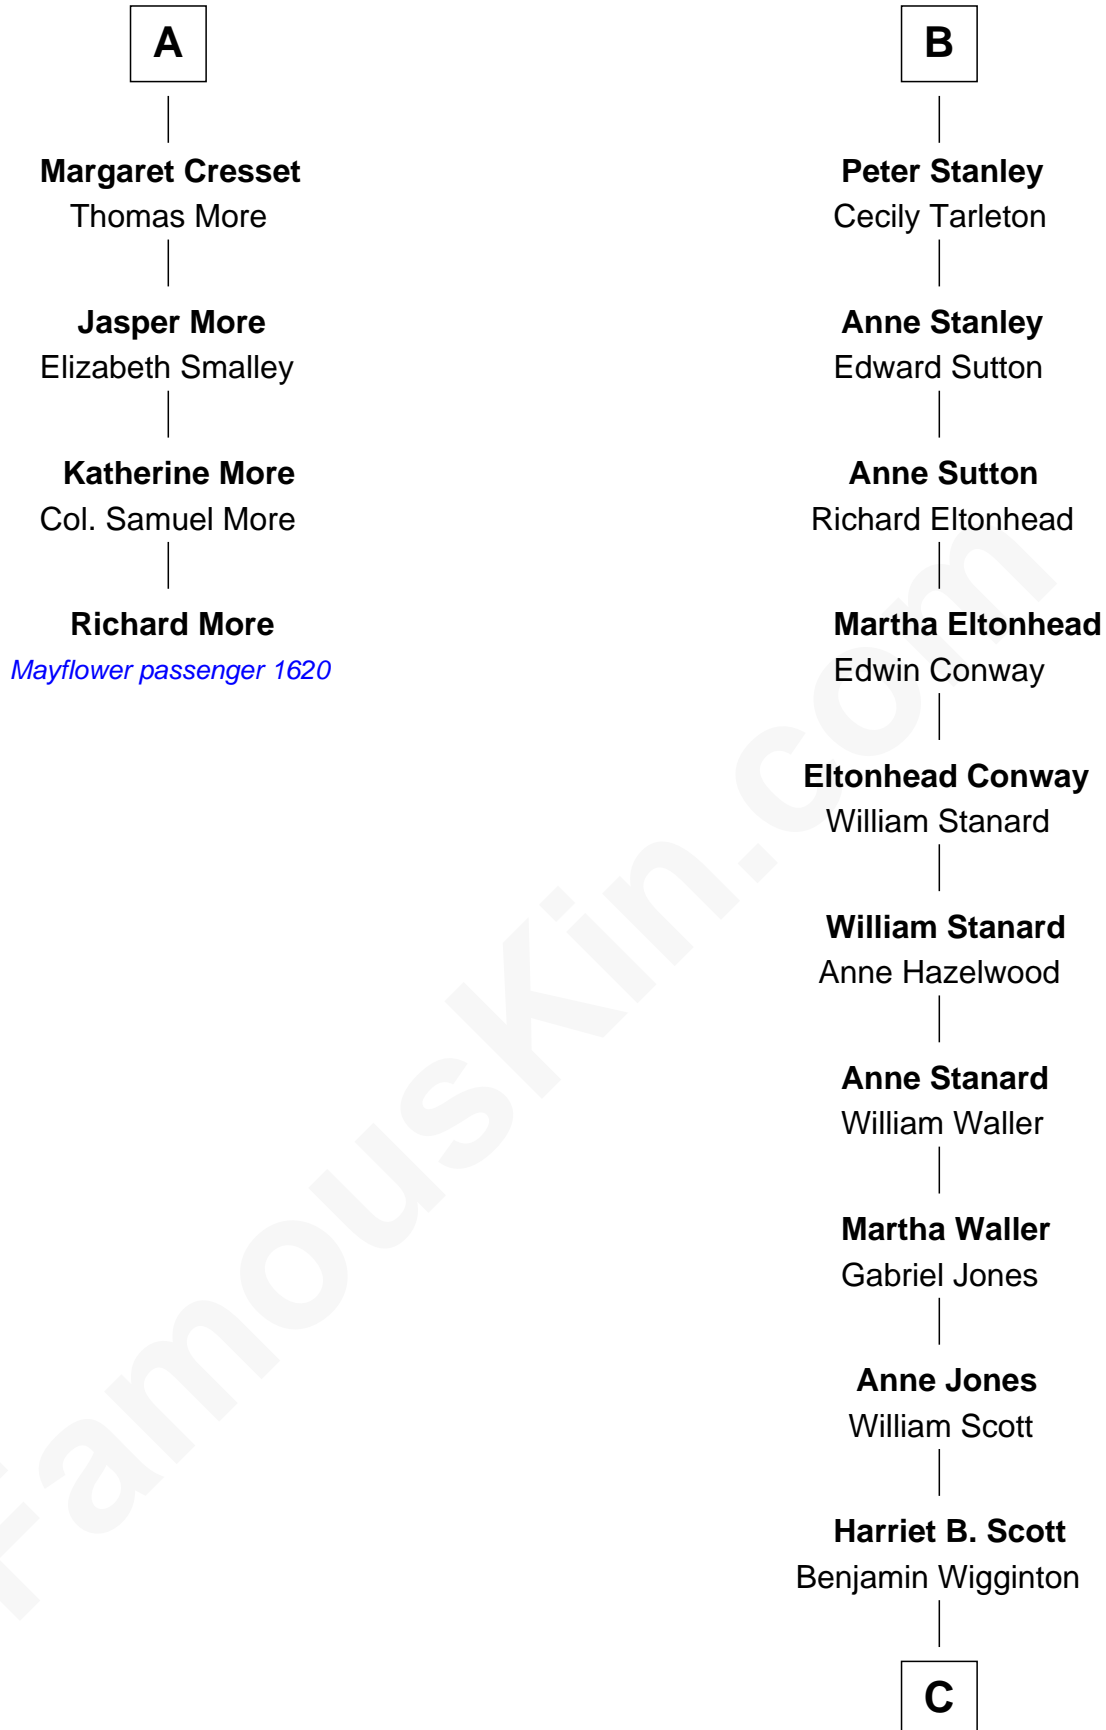 A
Margaret Cresset
Thomas More
Jasper More
Elizabeth Smalley
Katherine More
Col. Samuel More
Richard More
Mayflower passenger 1620
B
Peter Stanley
Cecily Tarleton
Anne Stanley
Edward Sutton
Anne Sutton
Richard Eltonhead
Martha Eltonhead
Edwin Conway
Eltonhead Conway
William Stanard
William Stanard
Anne Hazelwood
Anne Stanard
William Waller
Martha Waller
Gabriel Jones
Anne Jones
William Scott
Harriet B. Scott
Benjamin Wigginton
C
FamousKin.com